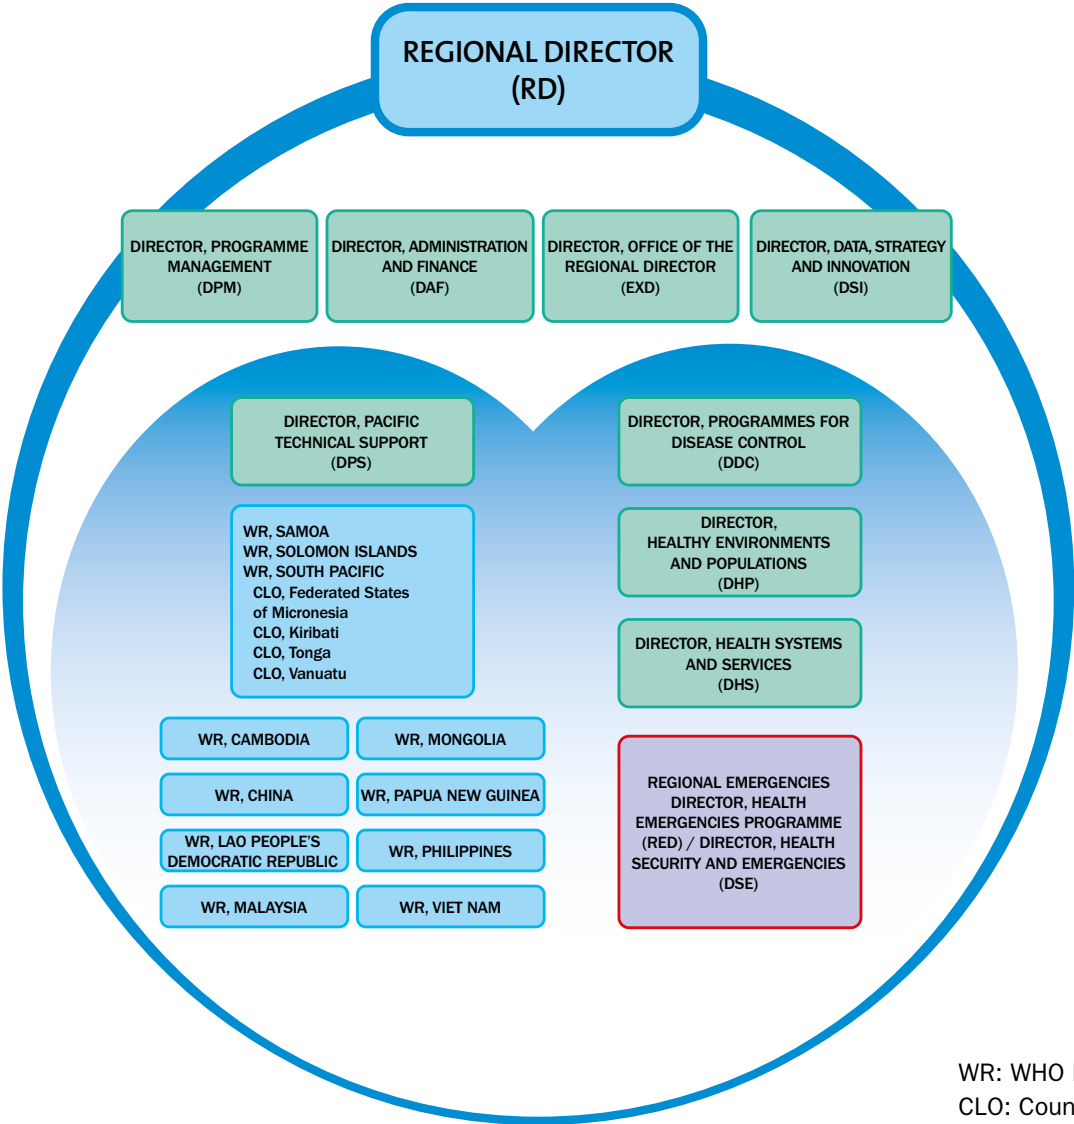 REGIONAL DIRECTOR
(RD)
DIRECTOR, PROGRAMME
MANAGEMENT
(DPM)
DIRECTOR, ADMINISTRATION
AND FINANCE
(DAF)
DIRECTOR, OFFICE OF THE
REGIONAL DIRECTOR
(EXD)
DIRECTOR, DATA, STRATEGY
AND INNOVATION
(DSI)
DIRECTOR, PACIFIC
TECHNICAL SUPPORT
(DPS)
WR, SAMOA
WR, SOLOMON ISLANDS
WR, SOUTH PACIFIC
CLO, Federated States
of Micronesia
CLO, Kiribati
CLO, Tonga
CLO, Vanuatu
WR, CAMBODIA
WR, MONGOLIA
WR, CHINA
WR, PAPUA NEW GUINEA
WR, LAO PEOPLE'S
DEMOCRATIC REPUBLIC
WR, PHILIPPINES
WR, MALAYSIA
WR, VIET NAM
DIRECTOR, PROGRAMMES FOR
DISEASE CONTROL
(DDC)
DIRECTOR,
HEALTHY ENVIRONMENTS
AND POPULATIONS
(DHP)
DIRECTOR, HEALTH SYSTEMS
AND SERVICES
(DHS)
REGIONAL EMERGENCIES
DIRECTOR, HEALTH
EMERGENCIES PROGRAMME
(RED) / DIRECTOR, HEALTH
SECURITY AND EMERGENCIES
(DSE)
WR: WHO
CLO: Coun